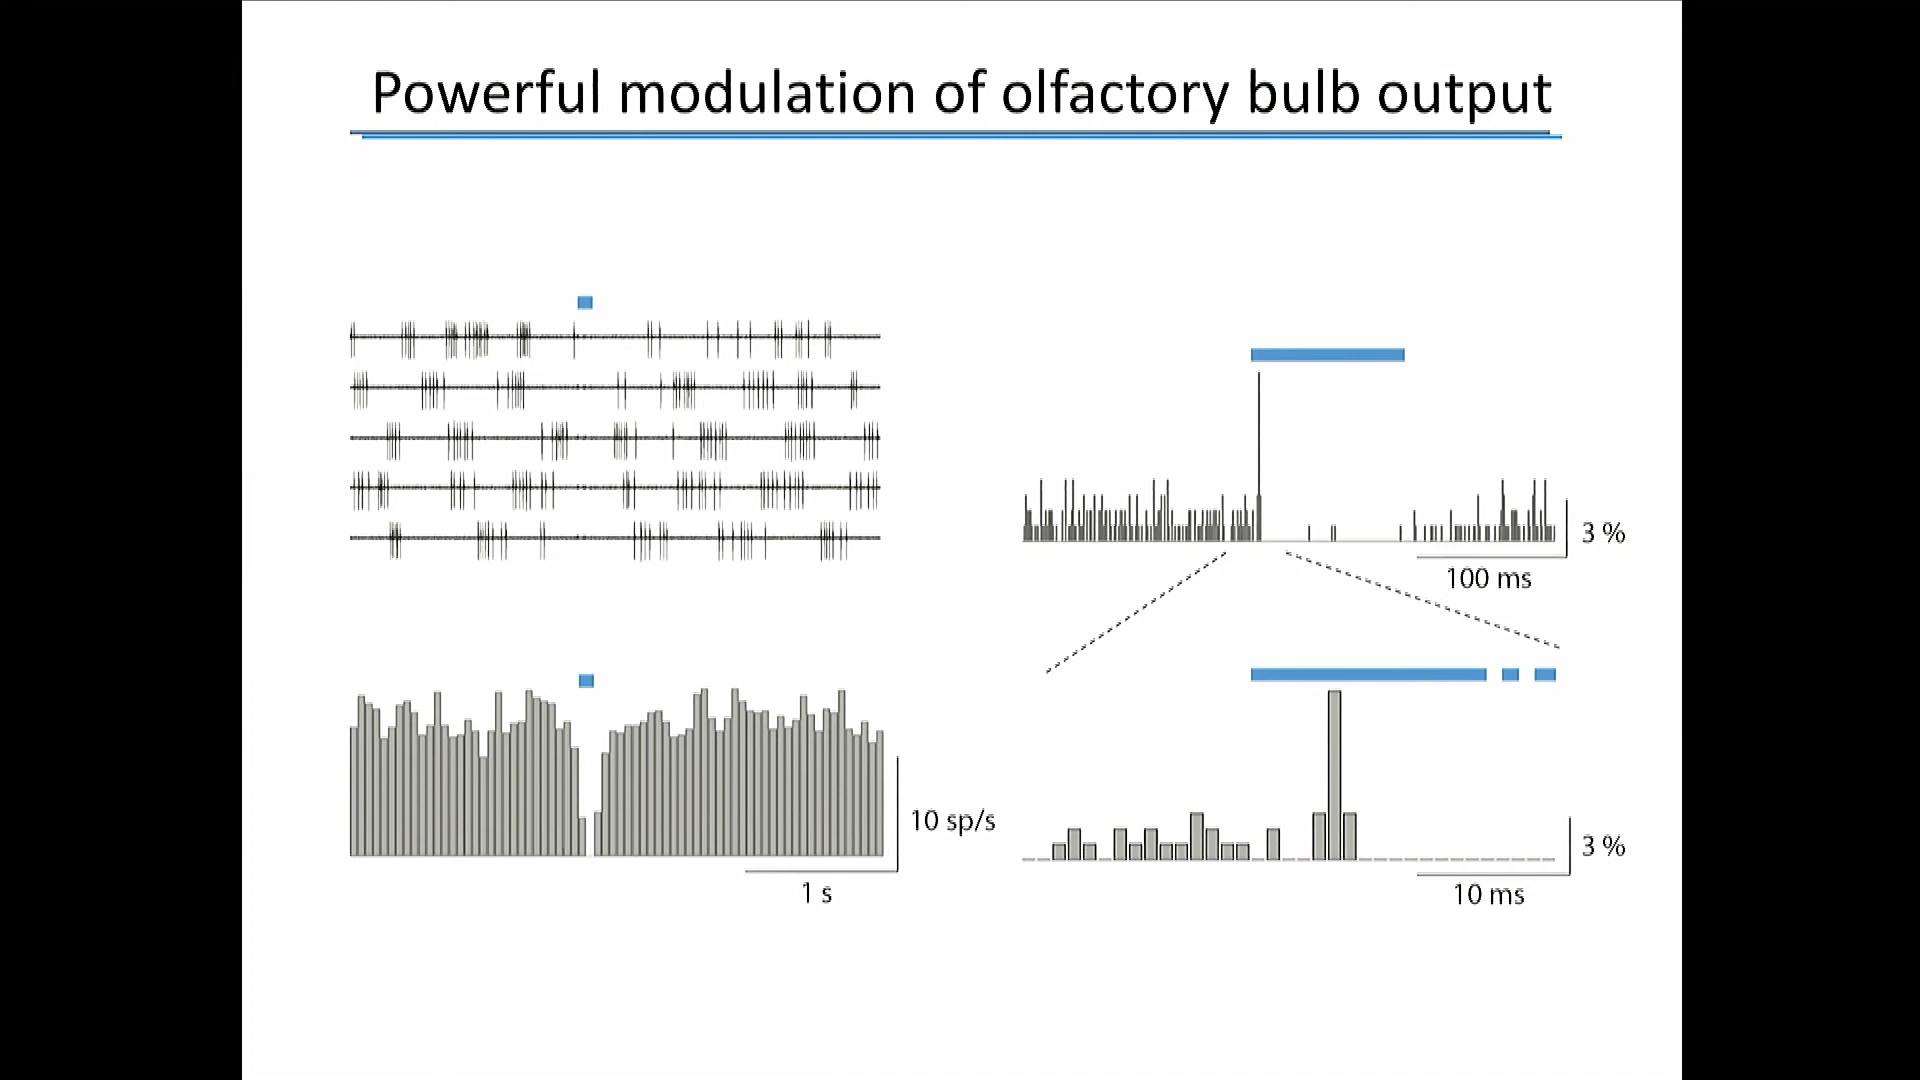 Powerful modulation of olfactory bulb output
3 %
100 ms
10 sp/s
1 s
3 %
10 ms